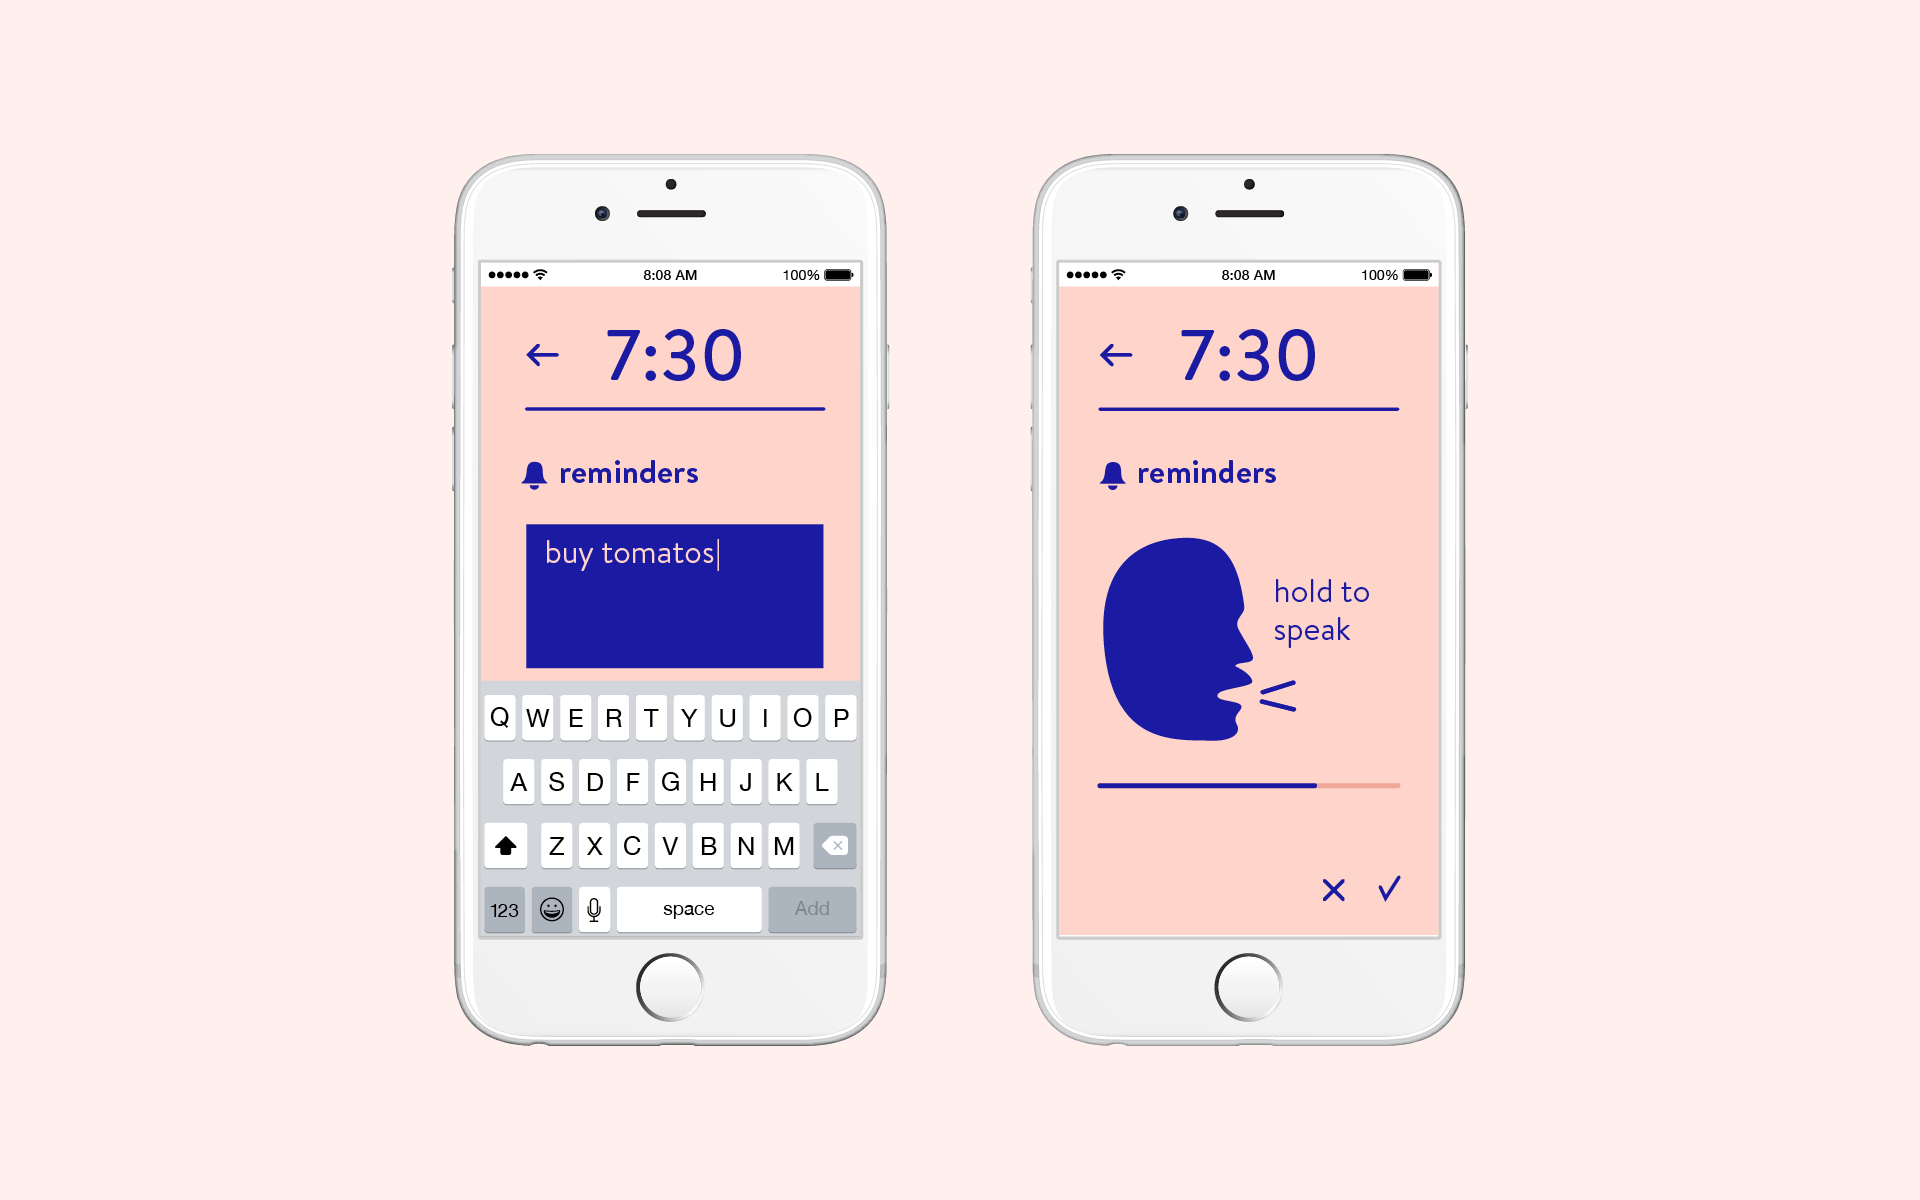 8:08 AM 100%
7:30
reminders
buy tomatos
Q W E R T Y U I O P
A S D F G H J K L
Z X C V B N M
123 space Add
8:08 AM 100%
7:30
reminders
hold to
speak